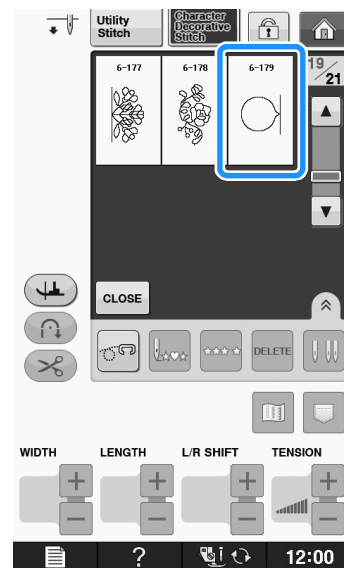 Utility
Stitch
Character
Decorative
Stitch
6-177
6-178
6-179
19
21
CLOSE
DELETE
WIDTH
LENGTH
L/R SHIFT
TENSION
?
12:00